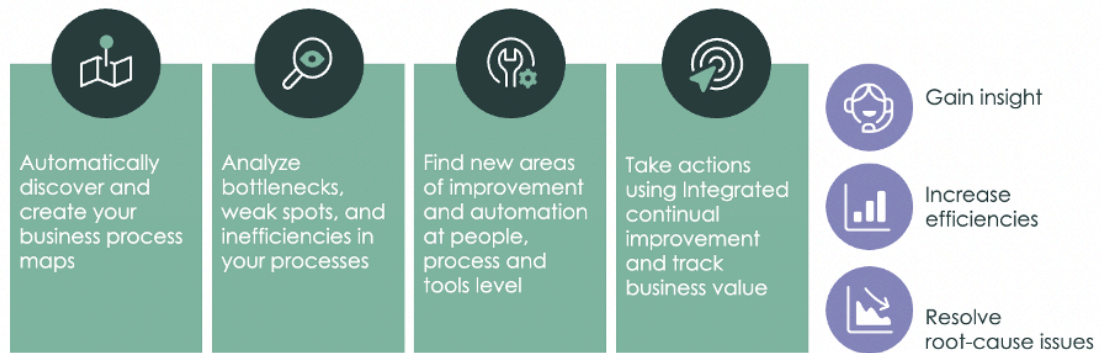 Automatically
discover and
create your
business process
maps
Analyze
bottlenecks,
weak spots, and
inefficiencies in
your processes
Find new areas
of improvement
and automation
at people,
process and
tools level
Take actions
using Integrated
continual
improvement
and track
business value
Gain insight
Increase
efficiencies
Resolve
root-cause issues